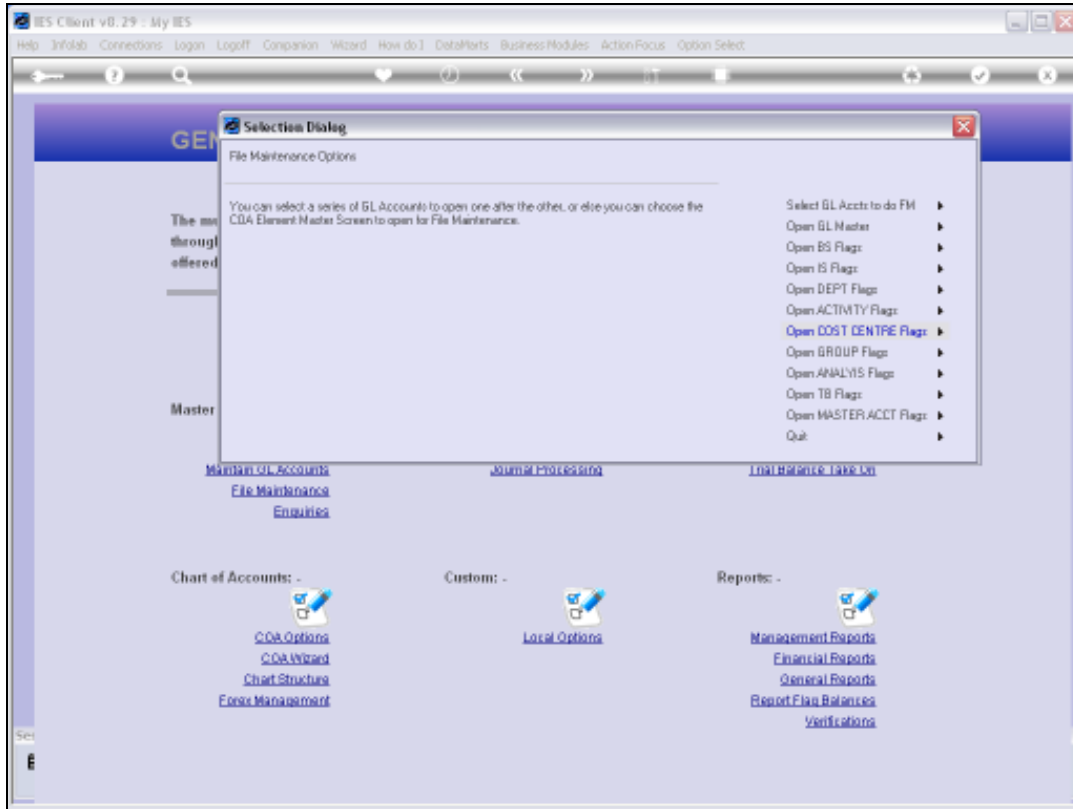 IES Client v8.29 : My IES
Help Infolab Connections Logon Logoff Companion Wizard How do I DataMarts Business Modules Action Focus Option Select
Selection Dialog
GEN
File Maintenance Options
You can select a series of GL Accounts to open one after the other, or else you can choose the
COA Element Master Screen to open for File Maintenance.
Select GL Accts to do FM
Open GL Master
Open BS Flags
Open IS Flags
Open DEPT Flags
Open ACTIVITY Flags
Open COST CENTRE Flags
Open GROUP Flags
Open ANALYIS Flags
Open TB Flags
Open MASTER ACCT Flags
Quit
The mo
through
offered
Master
Maintain GL Accounts
Journal Processing
Trial Balance Take On
File Maintenance
Enquiries
Chart of Accounts: -
Custom: -
Reports: -
COA Options
Local Options
Management Reports
COA Wizard
Financial Reports
Chart Structure
General Reports
Forex Management
Report Flag Balances
Verifications
Ser